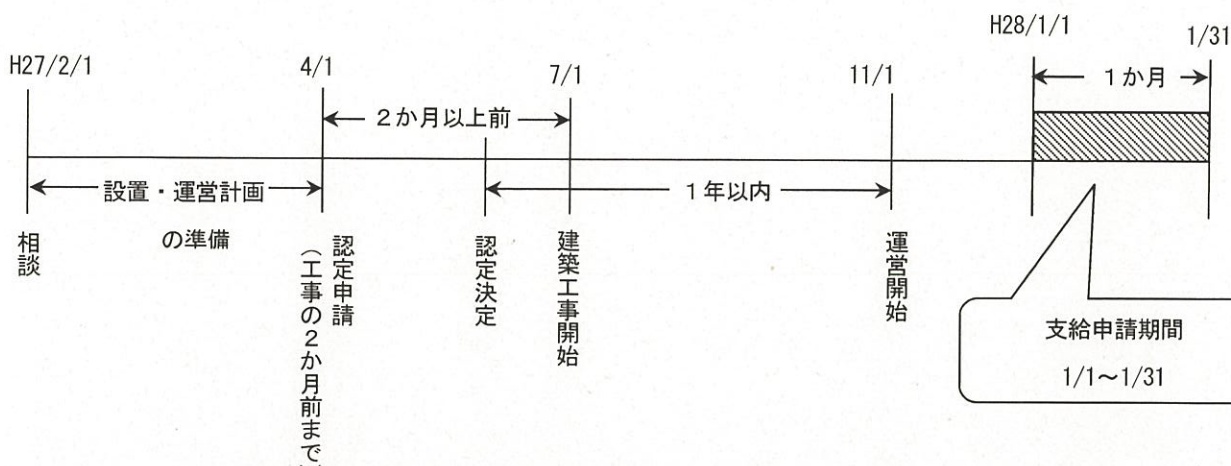 H27/2/1
4/1
7/1
11/1
H28/1/1
1/31
1か月
2か月以上前
設置・運営計画
の準備
1年以内
相談
認定申請
(工事の2か月前まで)
認定決定
建築工事開始
運営開始
支給申請期間
1/1~1/31